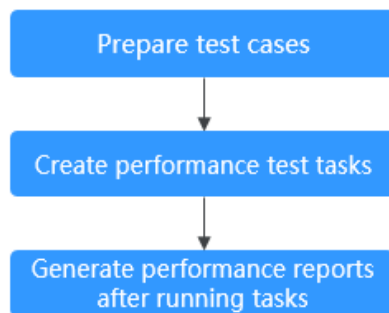 Prepare test cases
Create performance test tasks
Generate performance reports
after running tasks